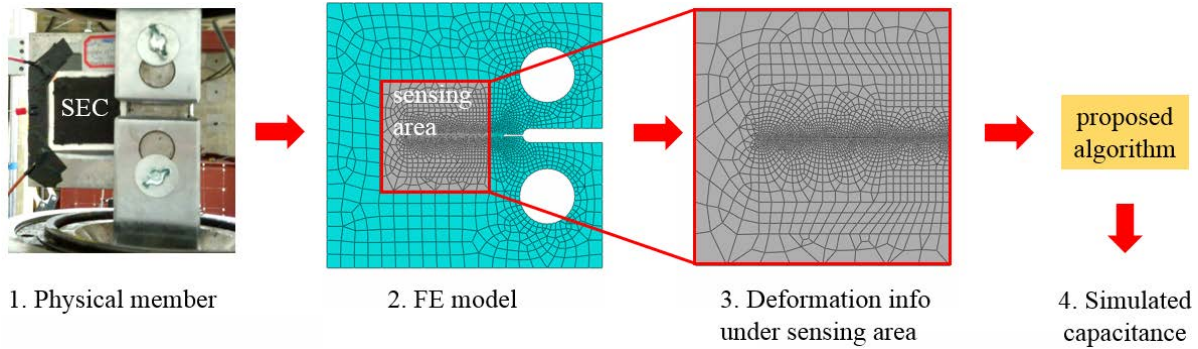 SEC
sensing
area
proposed
algorithm
1. Physical member
2. FE model
3. Deformation info
under sensing area
4. Simulated
capacitance